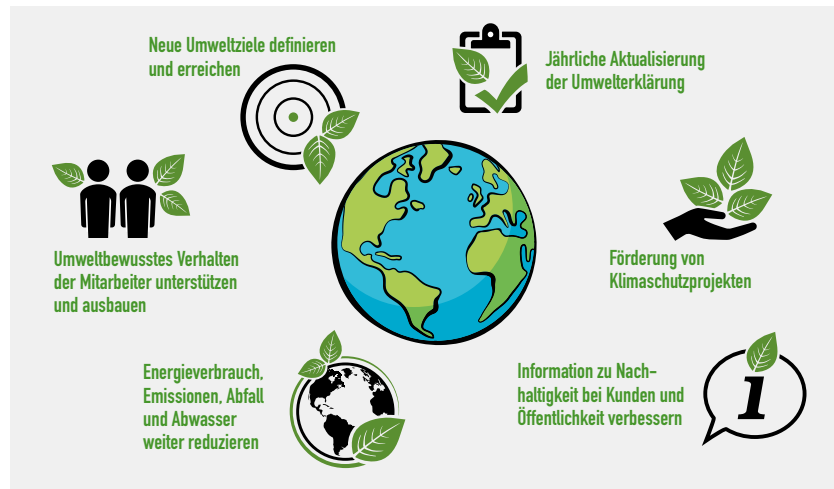 Neue Umweltziele definieren
und erreichen
Jährliche Aktualisierung
der Umwelterklärung
Umweltbewusstes Verhalten
der Mitarbeiter unterstützen
und ausbauen
Förderung von
Klimaschutzprojekten
Energieverbrauch,
Emissionen, Abfall
und Abwasser
weiter reduzieren
Information zu Nach-
haltigkeit bei Kunden und
Öffentlichkeit verbessern
i